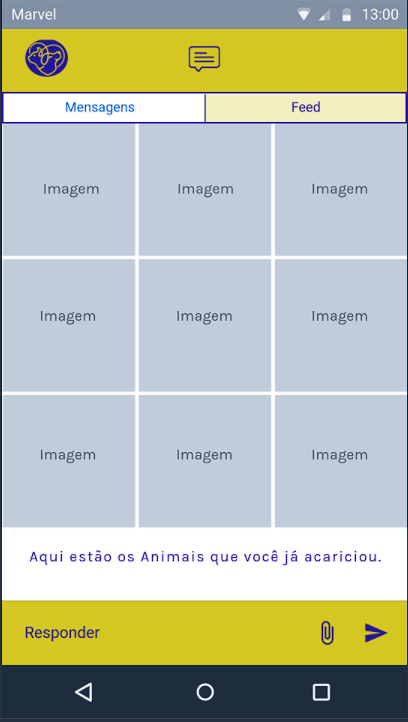 Marvel 13:00
Mensagens Feed
Imagem Imagem Imagem
Imagem Imagem Imagem
Imagem Imagem Imagem
Aqui estão os Animais que você já acariciou.
Responder